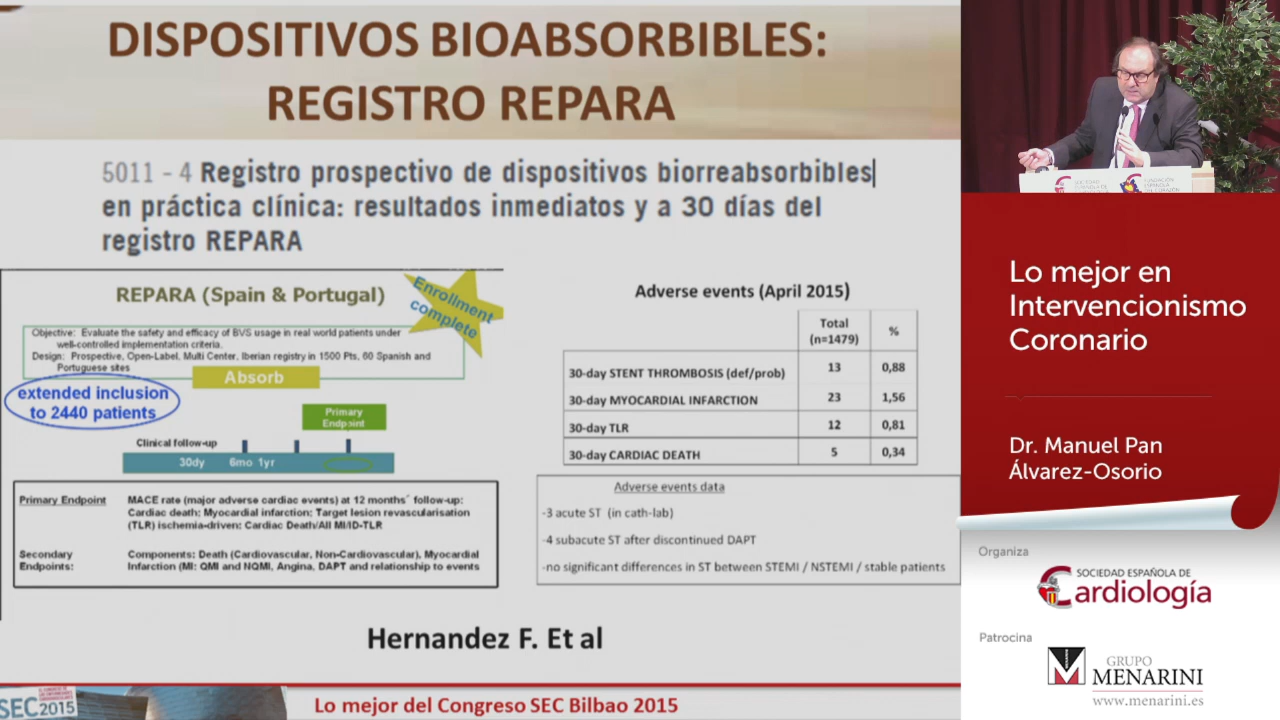 DISPOSITIVOS BIOABSORBIBLES:
REGISTRO REPARA
5011 - 4 Registro prospectivo de dispositivos biorreabsorbibles
en práctica clínica: resultados inmediatos y a 30 días del
registro REPARA
REPARA (Spain & Portugal)
Enrollment
complete
Objective: Evaluate the safety and efficacy of BVS usage in real world patients under
well-controlled implementation criteria.
Design: Prospective, Open-Label, Multi Center, Iberian registry in 1500 Pts, 60 Spanish and
Portuguese sites
Absorb
extended inclusion
to 2440 patients
Primary
Endpoint
Clinical follow-up
30dy 6mo 1yr
Primary Endpoint MACE rate (major adverse cardiac events) at 12 months* follow-up:
Cardiac death; Myocardial infarction; Target lesion revascularisation
(TLR) ischemia-driven: Cardiac Death/All MI/ID-TLR
Secondary Components: Death (Cardiovascular, Non-Cardiovascular), Myocardial
Endpoints: Infarction (MI: QMI and NQMI, Angina, DAPT and relationship to events
Adverse events (April 2015)
Total
(n=1479) %
30-day STENT THROMBOSIS (def/prob) 13 0,88
30-day MYOCARDIAL INFARCTION 23 1,56
30-day TLR 12 0,81
30-day CARDIAC DEATH 5 0,34
Adverse events data
-3 acute ST (in cath-lab)
-4 subacute ST after discontinued DAPT
-no significant differences in ST between STEMI / NSTEMI / stable patients
Hernandez F. Et al
SEC 2015
Lo mejor del Congreso SEC Bilbao 2015
Lo mejor en
Intervencionismo
Coronario
Dr. Manuel Pan
Álvarez-Osorio
Organiza
SOCIEDAD ESPAÑOLA DE
Cardiología
Patrocina
GRUPO
MENARINI
www.menarini.es